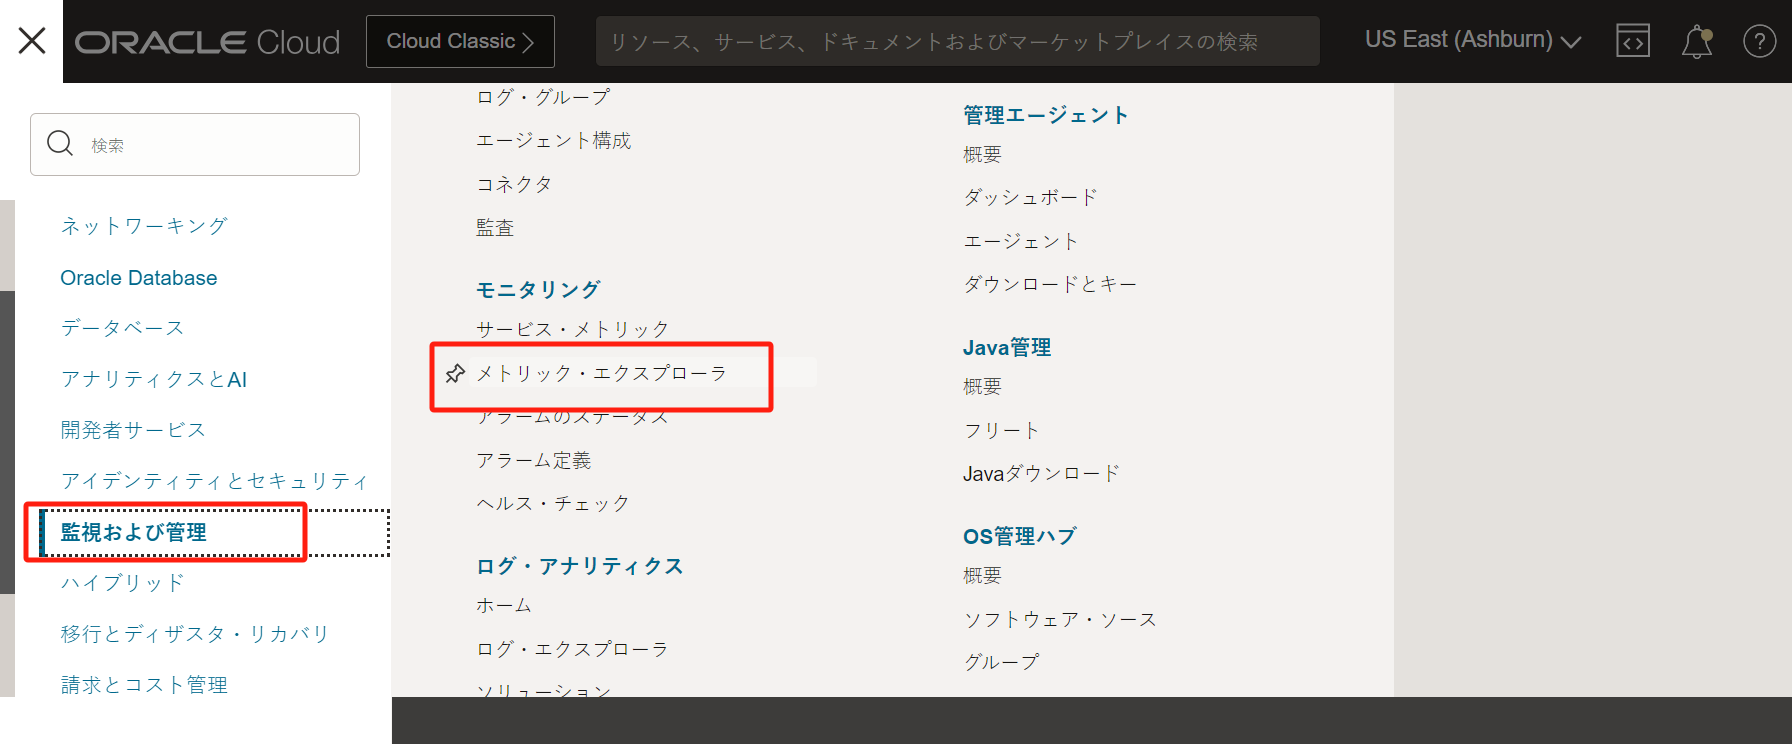 ORACLE Cloud
Cloud Classic
リソース、サービス、ドキュメントおよびマーケットプレイスの検索
US East (Ashburn)
検索
ネットワーキング
Oracle Database
データベース
アナリティクスとAI
開発者サービス
アイデンティティとセキュリティ
監視および管理
ハイブリッド
移行とディザスタ・リカバリ
請求とコスト管理
ログ・グループ
エージェント構成
コネクタ
監査
モニタリング
サービス・メトリック
メトリック・エクスプローラ
アラームのステータス
アラーム定義
ヘルス・チェック
ログ・アナリティクス
ホーム
ログ・エクスプローラ
ソリューション
管理エージェント
概要
ダッシュボード
エージェント
ダウンロードとキー
Java管理
概要
フリート
Javaダウンロード
OS管理ハブ
概要
ソフトウェア・ソース
グループ